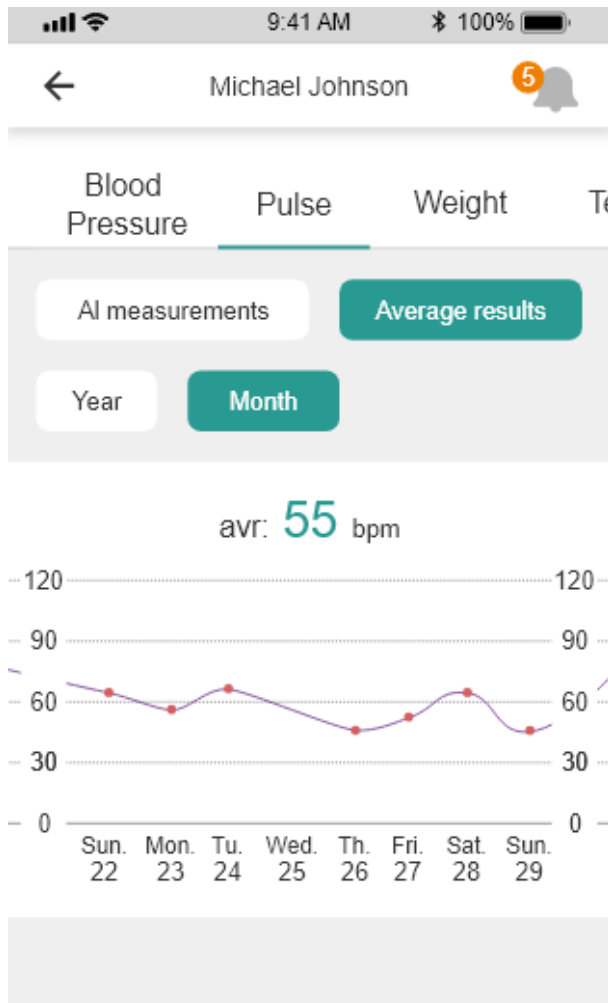 9:41 AM 100%
Michael Johnson 5
Blood
Pressure Pulse Weight Te
AI measurements Average results
Year Month
avr: 55 bpm
120 120
90 90
60 60
30 30
0 0
Sun. Mon. Tu. Wed. Th. Fri. Sat. Sun.
22 23 24 25 26 27 28 29